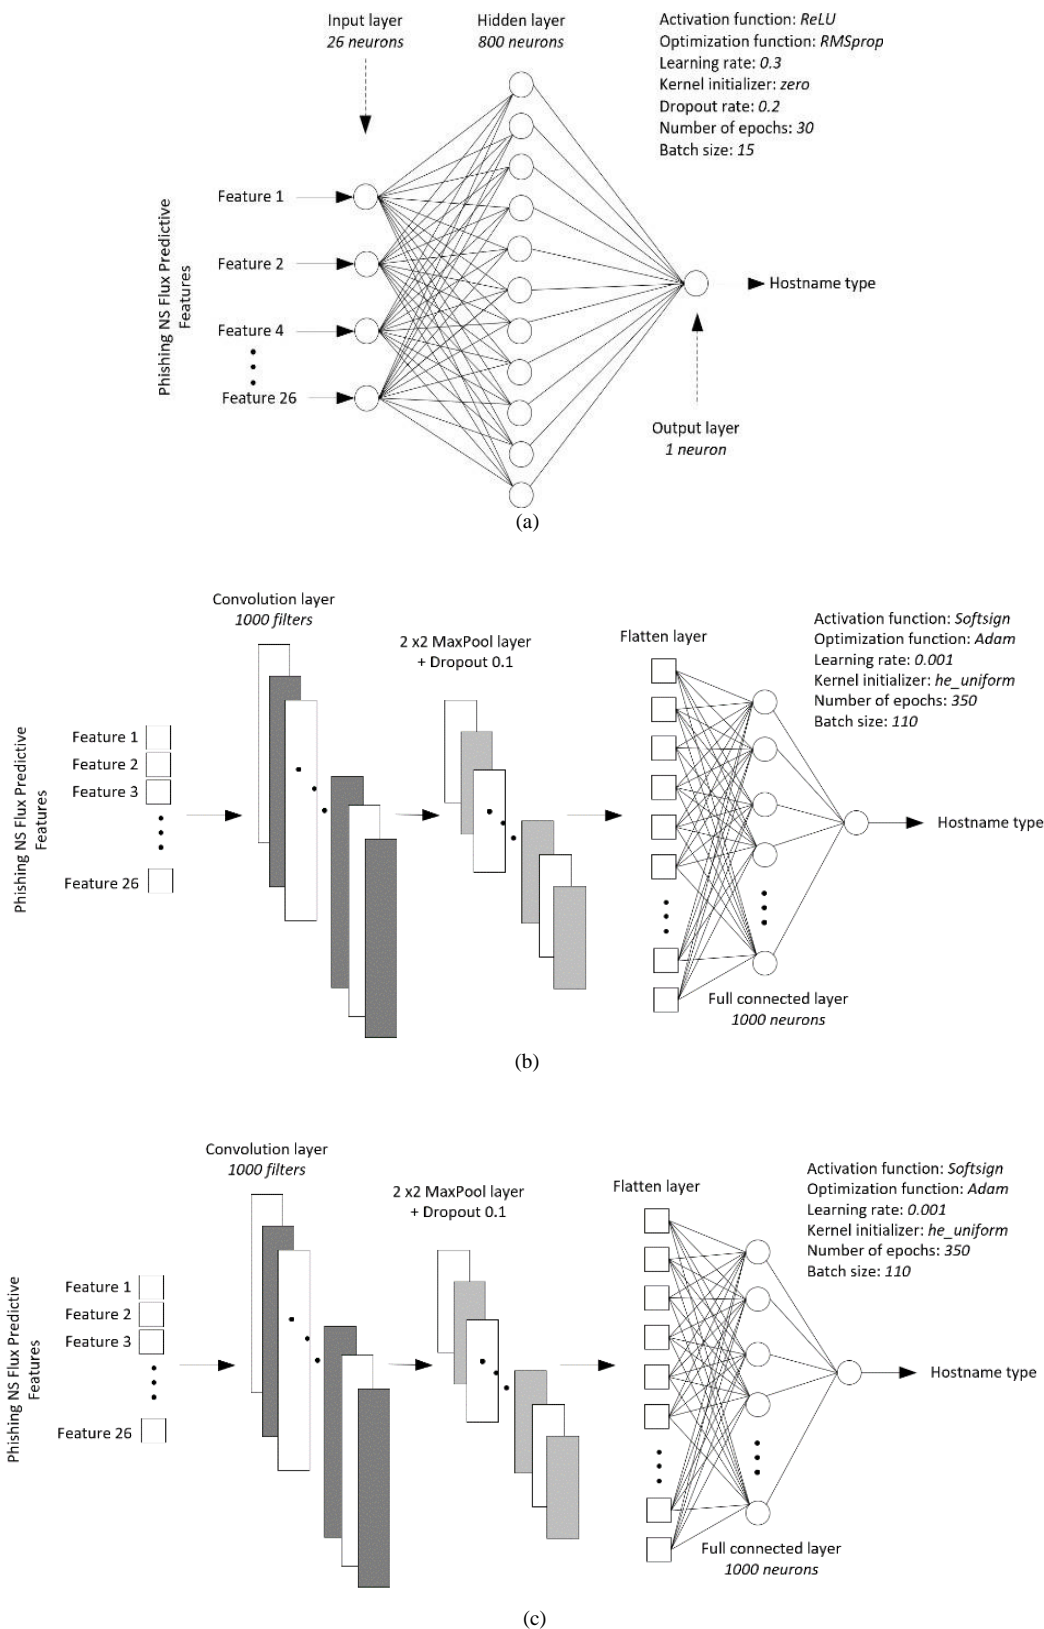 Input layer
26 neurons
Hidden layer
800 neurons
Activation function: ReLU
Optimization function: RMSprop
Learning rate: 0.3
Kernel initializer: zero
Dropout rate: 0.2
Number of epochs: 30
Batch size: 15
Phishing NS Flux Predictive
Features
Feature 1
Feature 2
Feature 4
Feature 26
Hostname type
Output layer
1 neuron
(a)
Convolution layer
1000 filters
2 x2 MaxPool layer
+ Dropout 0.1
Flatten layer
Activation function: Softsign
Optimization function: Adam
Learning rate: 0.001
Kernel initializer: he_uniform
Number of epochs: 350
Batch size: 110
Phishing NS Flux Predictive
Features
Feature 1
Feature 2
Feature 3
Feature 26
Hostname type
Full connected layer
1000 neurons
(b)
Convolution layer
1000 filters
2 x2 MaxPool layer
+ Dropout 0.1
Flatten layer
Activation function: Softsign
Optimization function: Adam
Learning rate: 0.001
Kernel initializer: he_uniform
Number of epochs: 350
Batch size: 110
Phishing NS Flux Predictive
Features
Feature 1
Feature 2
Feature 3
Feature 26
Hostname type
Full connected layer
1000 neurons
(c)